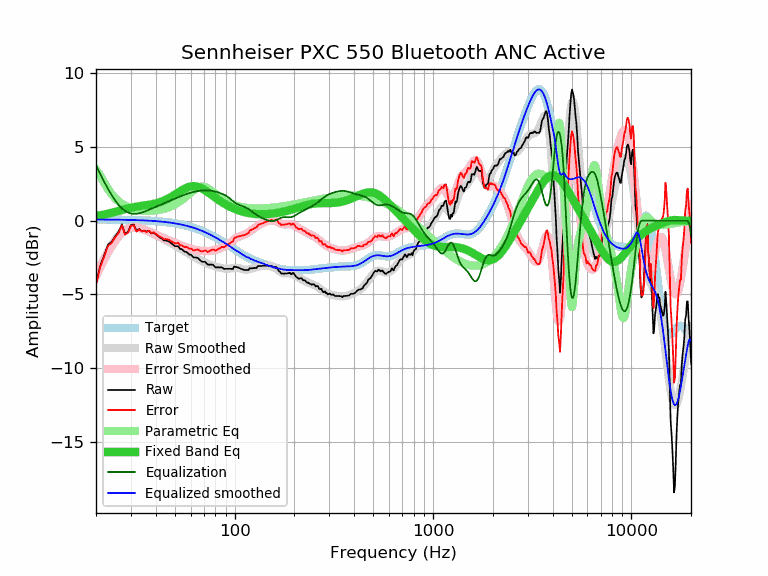 Sennheiser PXC 550 Bluetooth ANC Active
10
5
0
−5
−10
−15
Amplitude (dBr)
Target
Raw Smoothed
Error Smoothed
Raw
Error
Parametric Eq
Fixed Band Eq
Equalization
Equalized smoothed
100
1000
10000
Frequency (Hz)